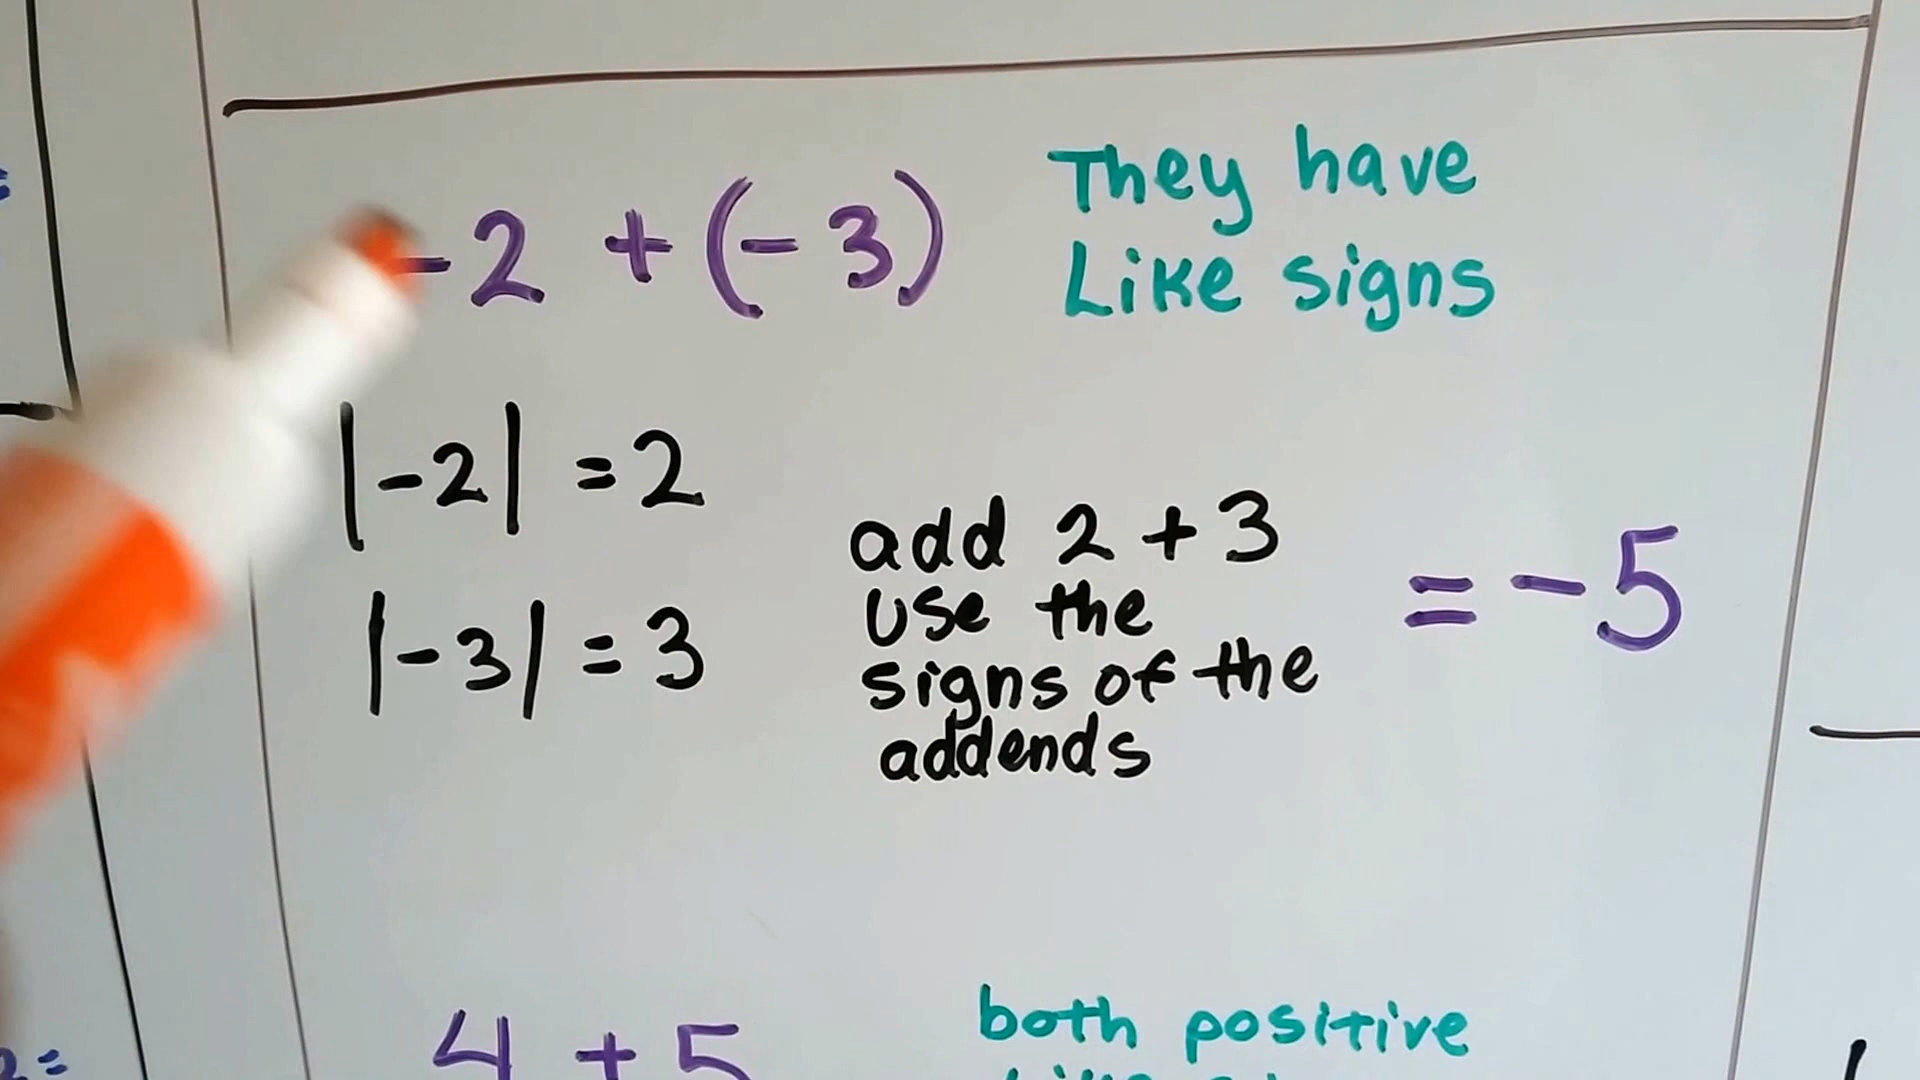 -2 + (-3)
They have
Like signs
|-2| = 2
|-3| = 3
add 2 + 3
use the
signs of the
addends
= -5
4 + 5
both positive
2 =